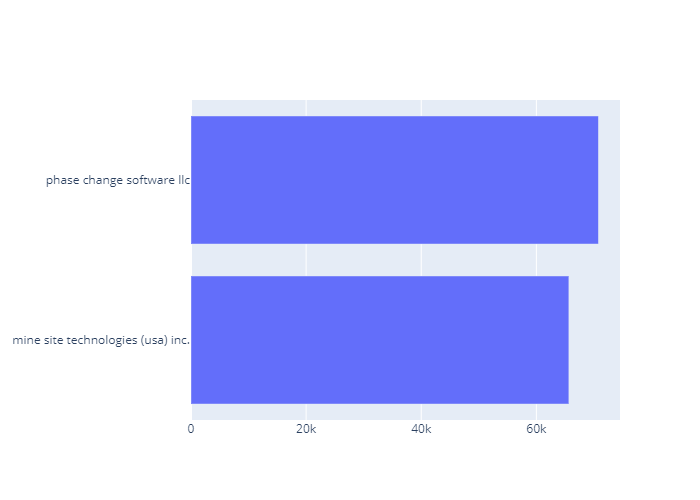 phase change software llc
mine site technologies (usa) inc.
0
20k
40k
60k